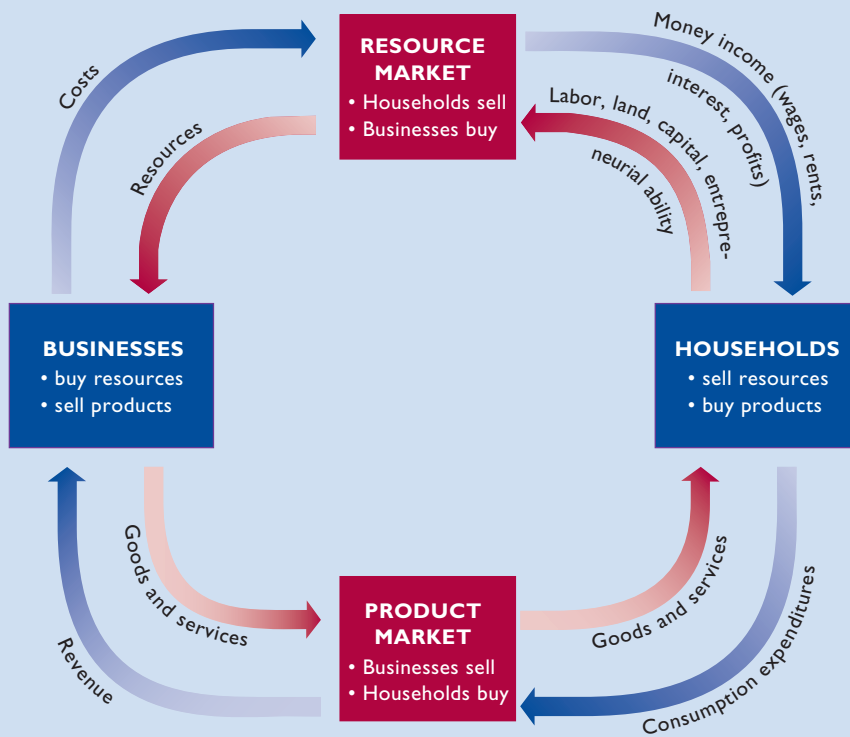 Costs
RESOURCE
MARKET
• Households sell
• Businesses buy
Money income (wages, rents,
interest, profits)
Resources
Labor, land, capital, entrepre-
neurial ability
BUSINESSES
• buy resources
• sell products
HOUSEHOLDS
• sell resources
• buy products
Goods and services
Revenue
PRODUCT
MARKET
• Businesses sell
• Households buy
Goods and services
Consumption expenditures